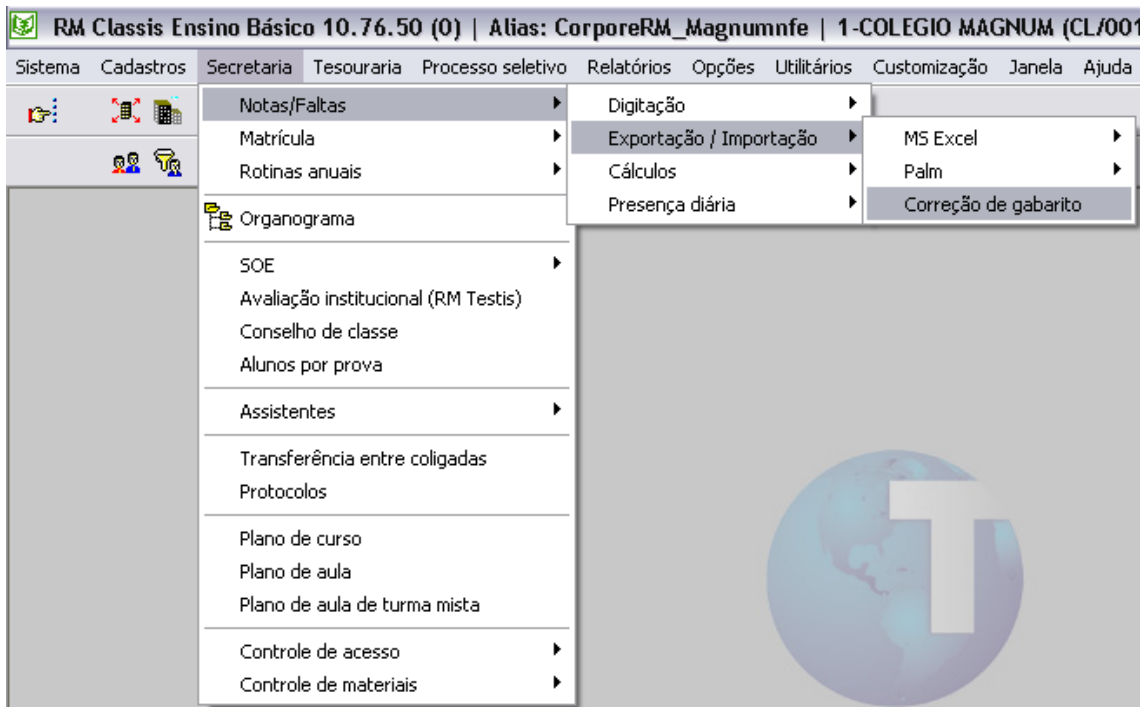 RM Classis Ensino Básico 10.76.50 (0) | Alias: CorporeRM_Magnumnfe | 1-COLEGIO MAGNUM (CL/001
Sistema Cadastros Secretaria Tesouraria Processo seletivo Relatórios Opções Utilitários Customização Janela Ajuda
Notas/Faltas
Matrícula
Rotinas anuais
Organograma
SOE
Avaliação institucional (RM Testis)
Conselho de classe
Alunos por prova
Assistentes
Transferência entre coligadas
Protocolos
Plano de curso
Plano de aula
Plano de aula de turma mista
Controle de acesso
Controle de materiais
Digitação
Exportação / Importação
Cálculos
Presença diária
MS Excel
Palm
Correção de gabarito
T